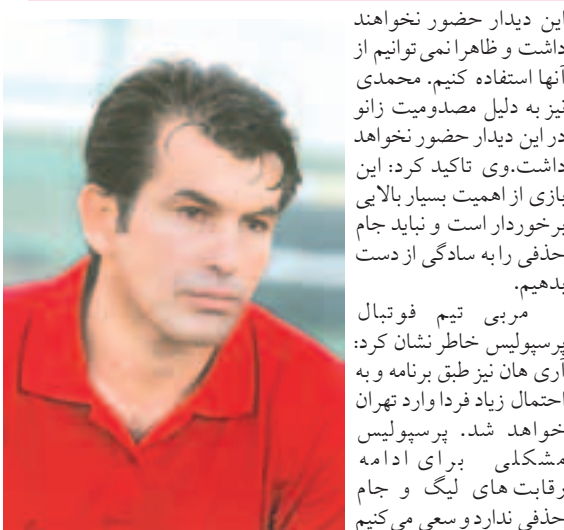 این دیدار حضور نخواهند
داشت و ظاهرا نمی توانیم از
آنها استفاده کنیم. محمدی
نیز به دلیل مصدومیت زانو
در این دیدار حضور نخواهد
داشت.وی تاکید کرد: این
بازی از اهمیت بسیار بالایی
برخوردار است و نباید جام
حذفی را به سادگی از دست
بدهیم.
مربی تیم فوتبال
پرسپولیس خاطر نشان کرد:
آری هان نیز طبق برنامه و به
احتمال زیاد فردا وارد تهران
خواهد شد. پرسپولیس
مشکلی برای ادامه
رقابت های لیگ و جام
حذفی ندارد و سعی می کنیم